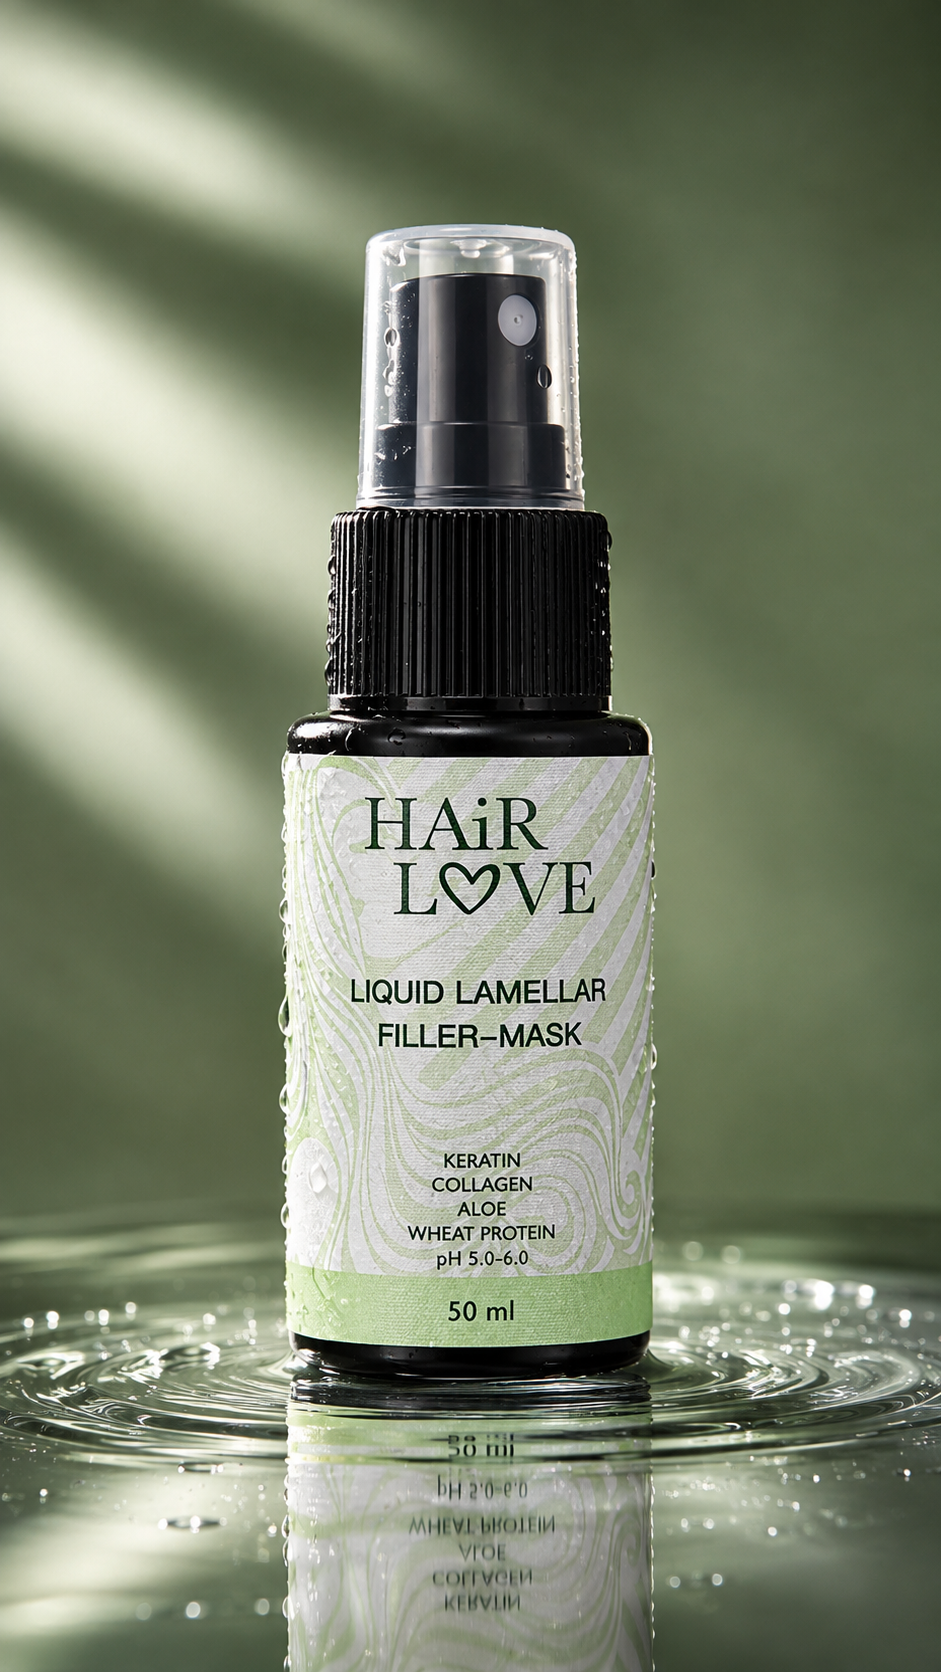 HAiR
LOVE
LIQUID LAMELLAR
FILLER-MASK
KERATIN
COLLAGEN
ALOE
WHEAT PROTEIN
pH 5.0-6.0
50 ml